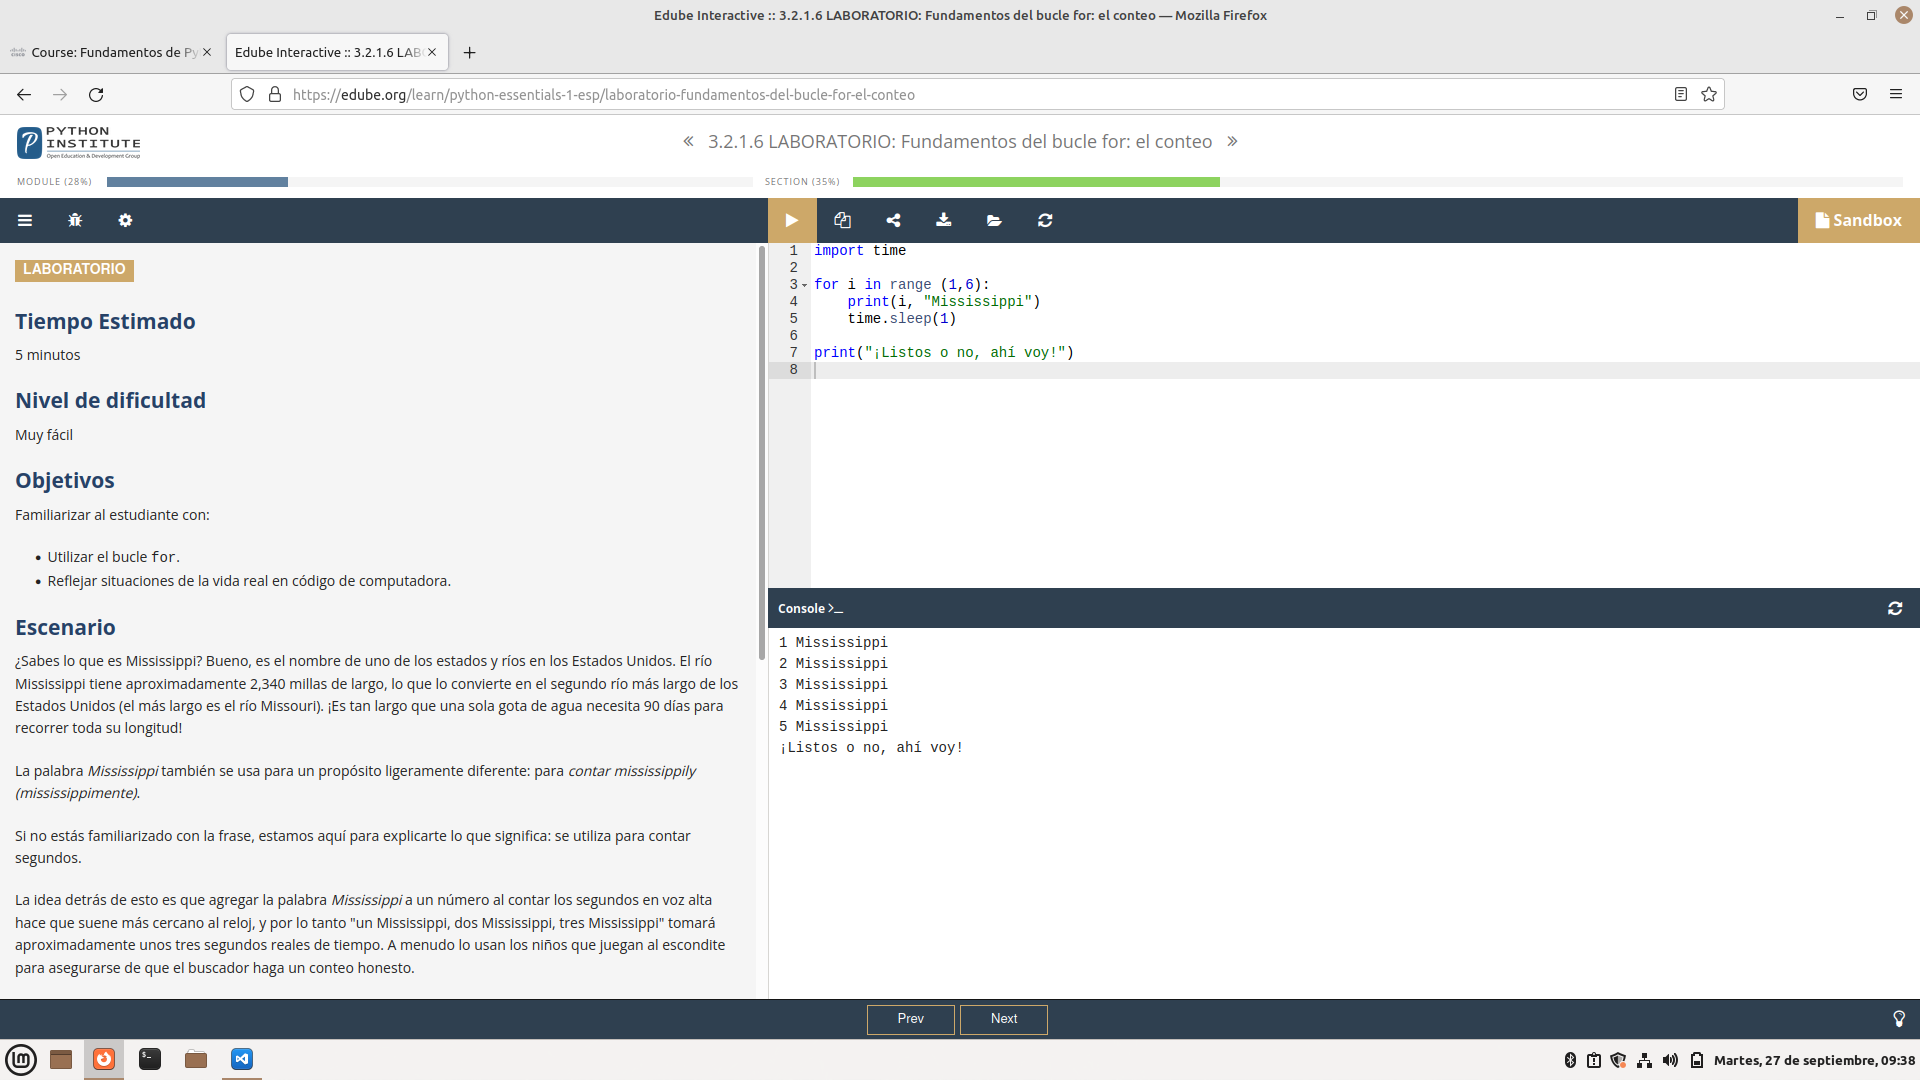 Edube Interactive :: 3.2.1.6 LABORATORIO: Fundamentos del bucle for: el conteo — Mozilla Firefox
Course: Fundamentos de Py
Edube Interactive :: 3.2.1.6 LAB
https://edube.org/learn/python-essentials-1-esp/laboratorio-fundamentos-del-bucle-for-el-conteo
PYTHON
INSTITUTE
Open Education & Development Group
« 3.2.1.6 LABORATORIO: Fundamentos del bucle for: el conteo »
MODULE (28%)
SECTION (35%)
Sandbox
LABORATORIO
Tiempo Estimado
5 minutos
Nivel de dificultad
Muy fácil
Objetivos
Familiarizar al estudiante con:
• Utilizar el bucle for.
• Reflejar situaciones de la vida real en código de computadora.
Escenario
¿Sabes lo que es Mississippi? Bueno, es el nombre de uno de los estados y ríos en los Estados Unidos. El río
Mississippi tiene aproximadamente 2,340 millas de largo, lo que lo convierte en el segundo río más largo de los
Estados Unidos (el más largo es el río Missouri). ¡Es tan largo que una sola gota de agua necesita 90 días para
recorrer toda su longitud!
La palabra Mississippi también se usa para un propósito ligeramente diferente: para contar mississippily
(mississippimente).
Si no estás familiarizado con la frase, estamos aquí para explicarte lo que significa: se utiliza para contar
segundos.
La idea detrás de esto es que agregar la palabra Mississippi a un número al contar los segundos en voz alta
hace que suene más cercano al reloj, y por lo tanto "un Mississippi, dos Mississippi, tres Mississippi" tomará
aproximadamente unos tres segundos reales de tiempo. A menudo lo usan los niños que juegan al escondite
para asegurarse de que el buscador haga un conteo honesto.
1 import time
2
3 for i in range (1,6):
4     print(i, "Mississippi")
5     time.sleep(1)
6
7 print("¡Listos o no, ahí voy!")
8
Console >_
1 Mississippi
2 Mississippi
3 Mississippi
4 Mississippi
5 Mississippi
¡Listos o no, ahí voy!
Prev
Next
Martes, 27 de septiembre, 09:38